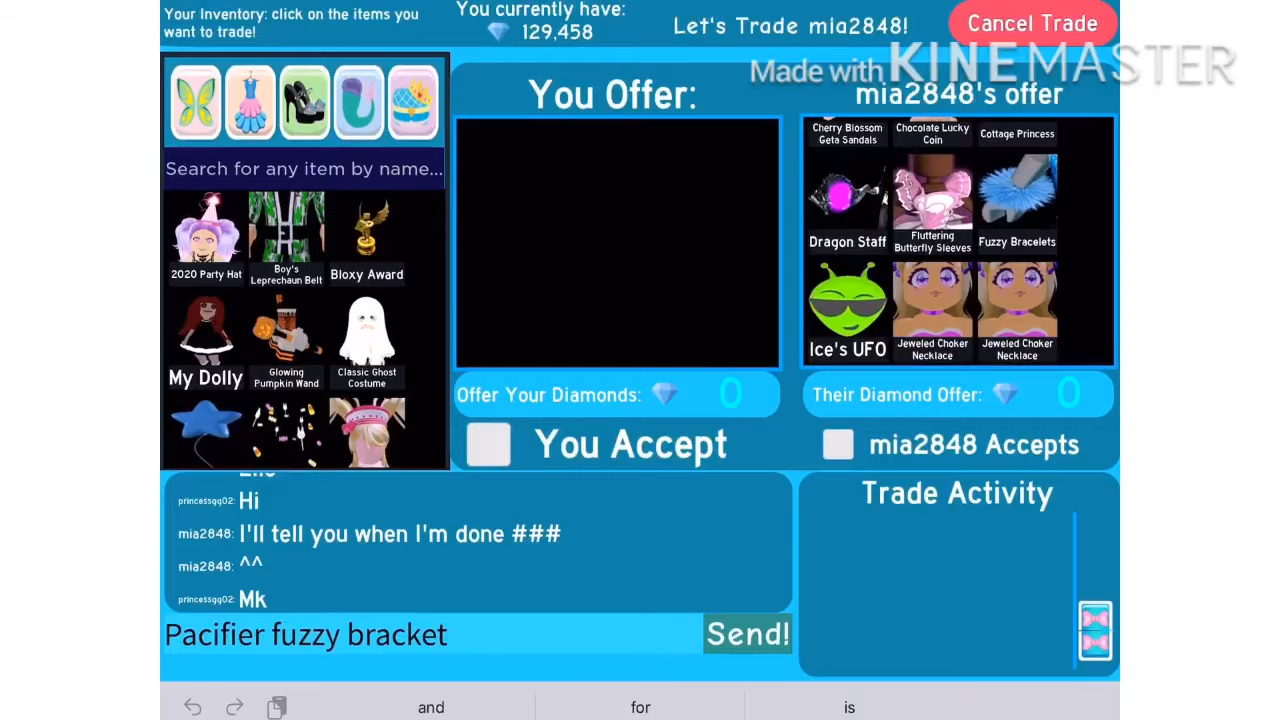 Your Inventory: click on the items you
want to trade!
You currently have:
129,458
Let's Trade mia2848!
Cancel Trade
Made with KINEMASTER
You Offer:
mia2848's offer
Search for any item by name...
2020 Party Hat
Boy's
Leprechaun Belt
Bloxy Award
My Dolly
Glowing
Pumpkin Wand
Classic Ghost
Costume
Cherry Blossom
Geta Sandals
Chocolate Lucky
Coin
Cottage Princess
Dragon Staff
Fluttering
Butterfly Sleeves
Fuzzy Bracelets
Ice's UFO
Jeweled Choker
Necklace
Jeweled Choker
Necklace
Offer Your Diamonds: 0
Their Diamond Offer: 0
You Accept
mia2848 Accepts
princessgg02: Hi
mia2848: I'll tell you when I'm done ###
mia2848: ^^
princessgg02: Mk
Pacifier fuzzy bracket
Send!
Trade Activity
and for is